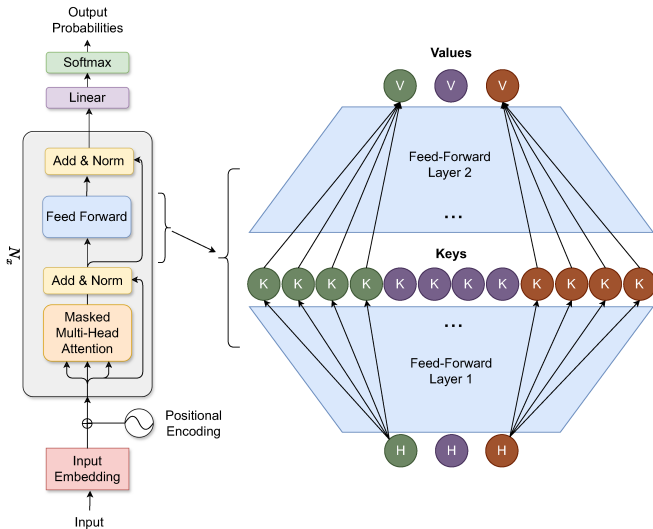 Output
Probabilities
Softmax
Linear
Add & Norm
Feed Forward
Nx
Add & Norm
Masked
Multi-Head
Attention
Positional
Encoding
Input
Embedding
Input
Values
V V V
Feed-Forward
Layer 2
...
Keys
K K K K K K K K K K K K
...
Feed-Forward
Layer 1
H H H